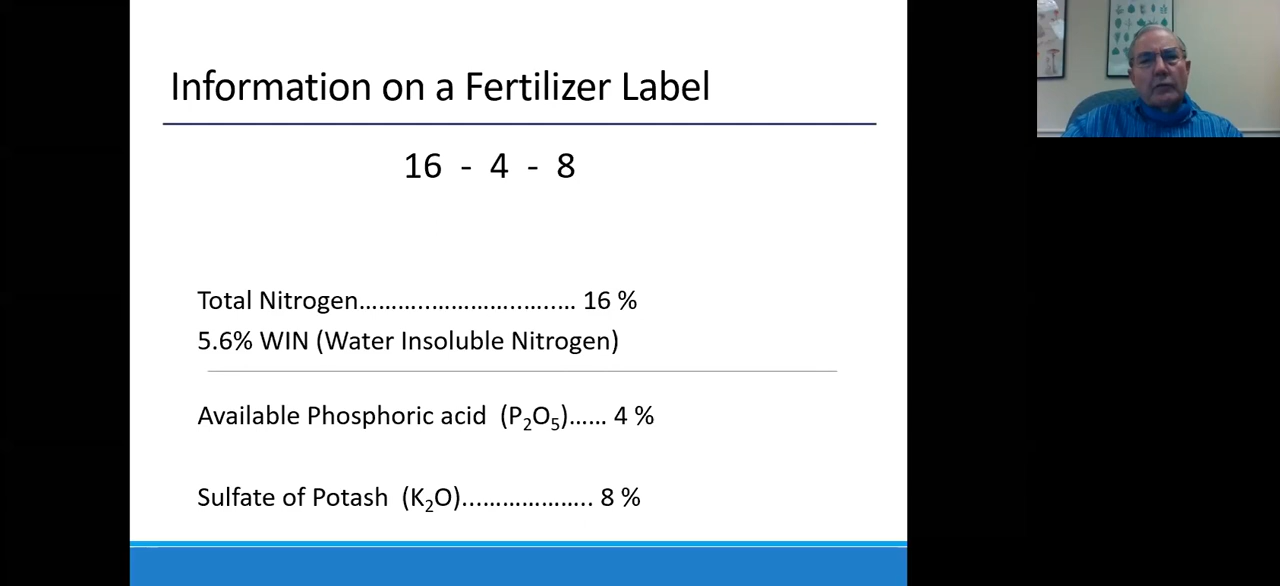 Information on a Fertilizer Label
16 - 4 - 8
Total Nitrogen………..……………..…..… 16 %
5.6% WIN (Water Insoluble Nitrogen)
Available Phosphoric acid (P₂O₅)…… 4 %
Sulfate of Potash (K₂O)...……………….. 8 %